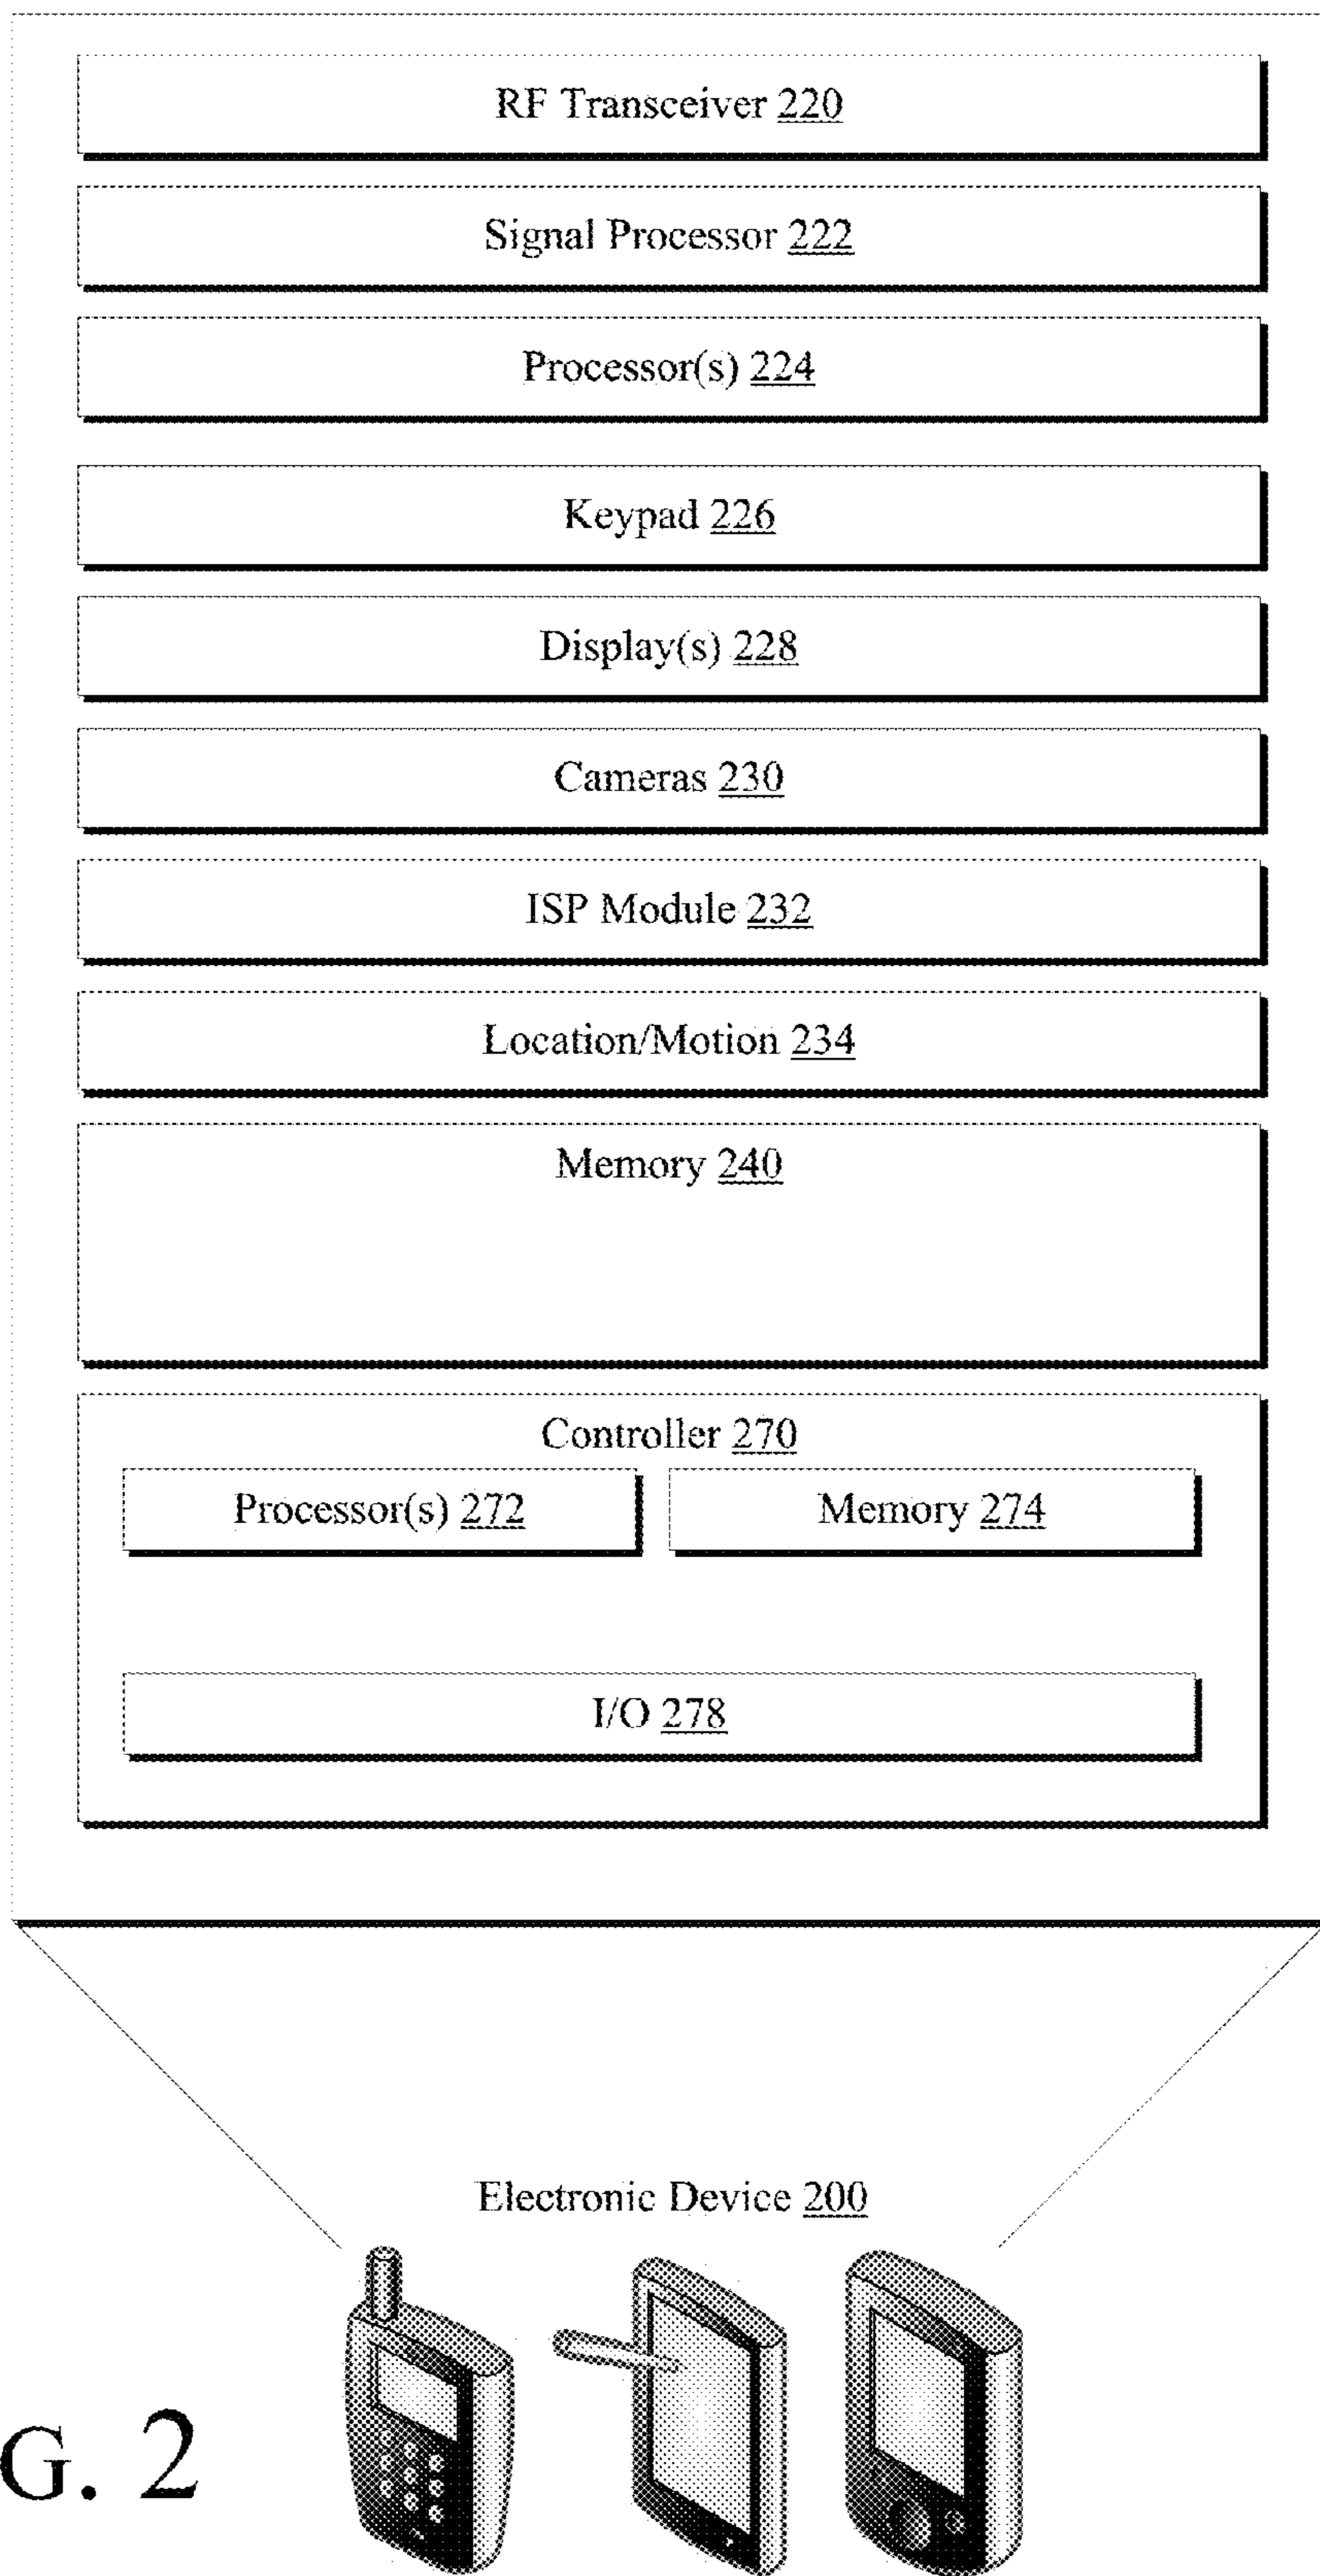 RF Transceiver 220
Signal Processor 222
Processor(s) 224
Keypad 226
Display(s) 228
Cameras 230
ISP Module 232
Location/Motion 234
Memory 240
Controller 270
Processor(s) 272 Memory 274
I/O 278
Electronic Device 200
G. 2